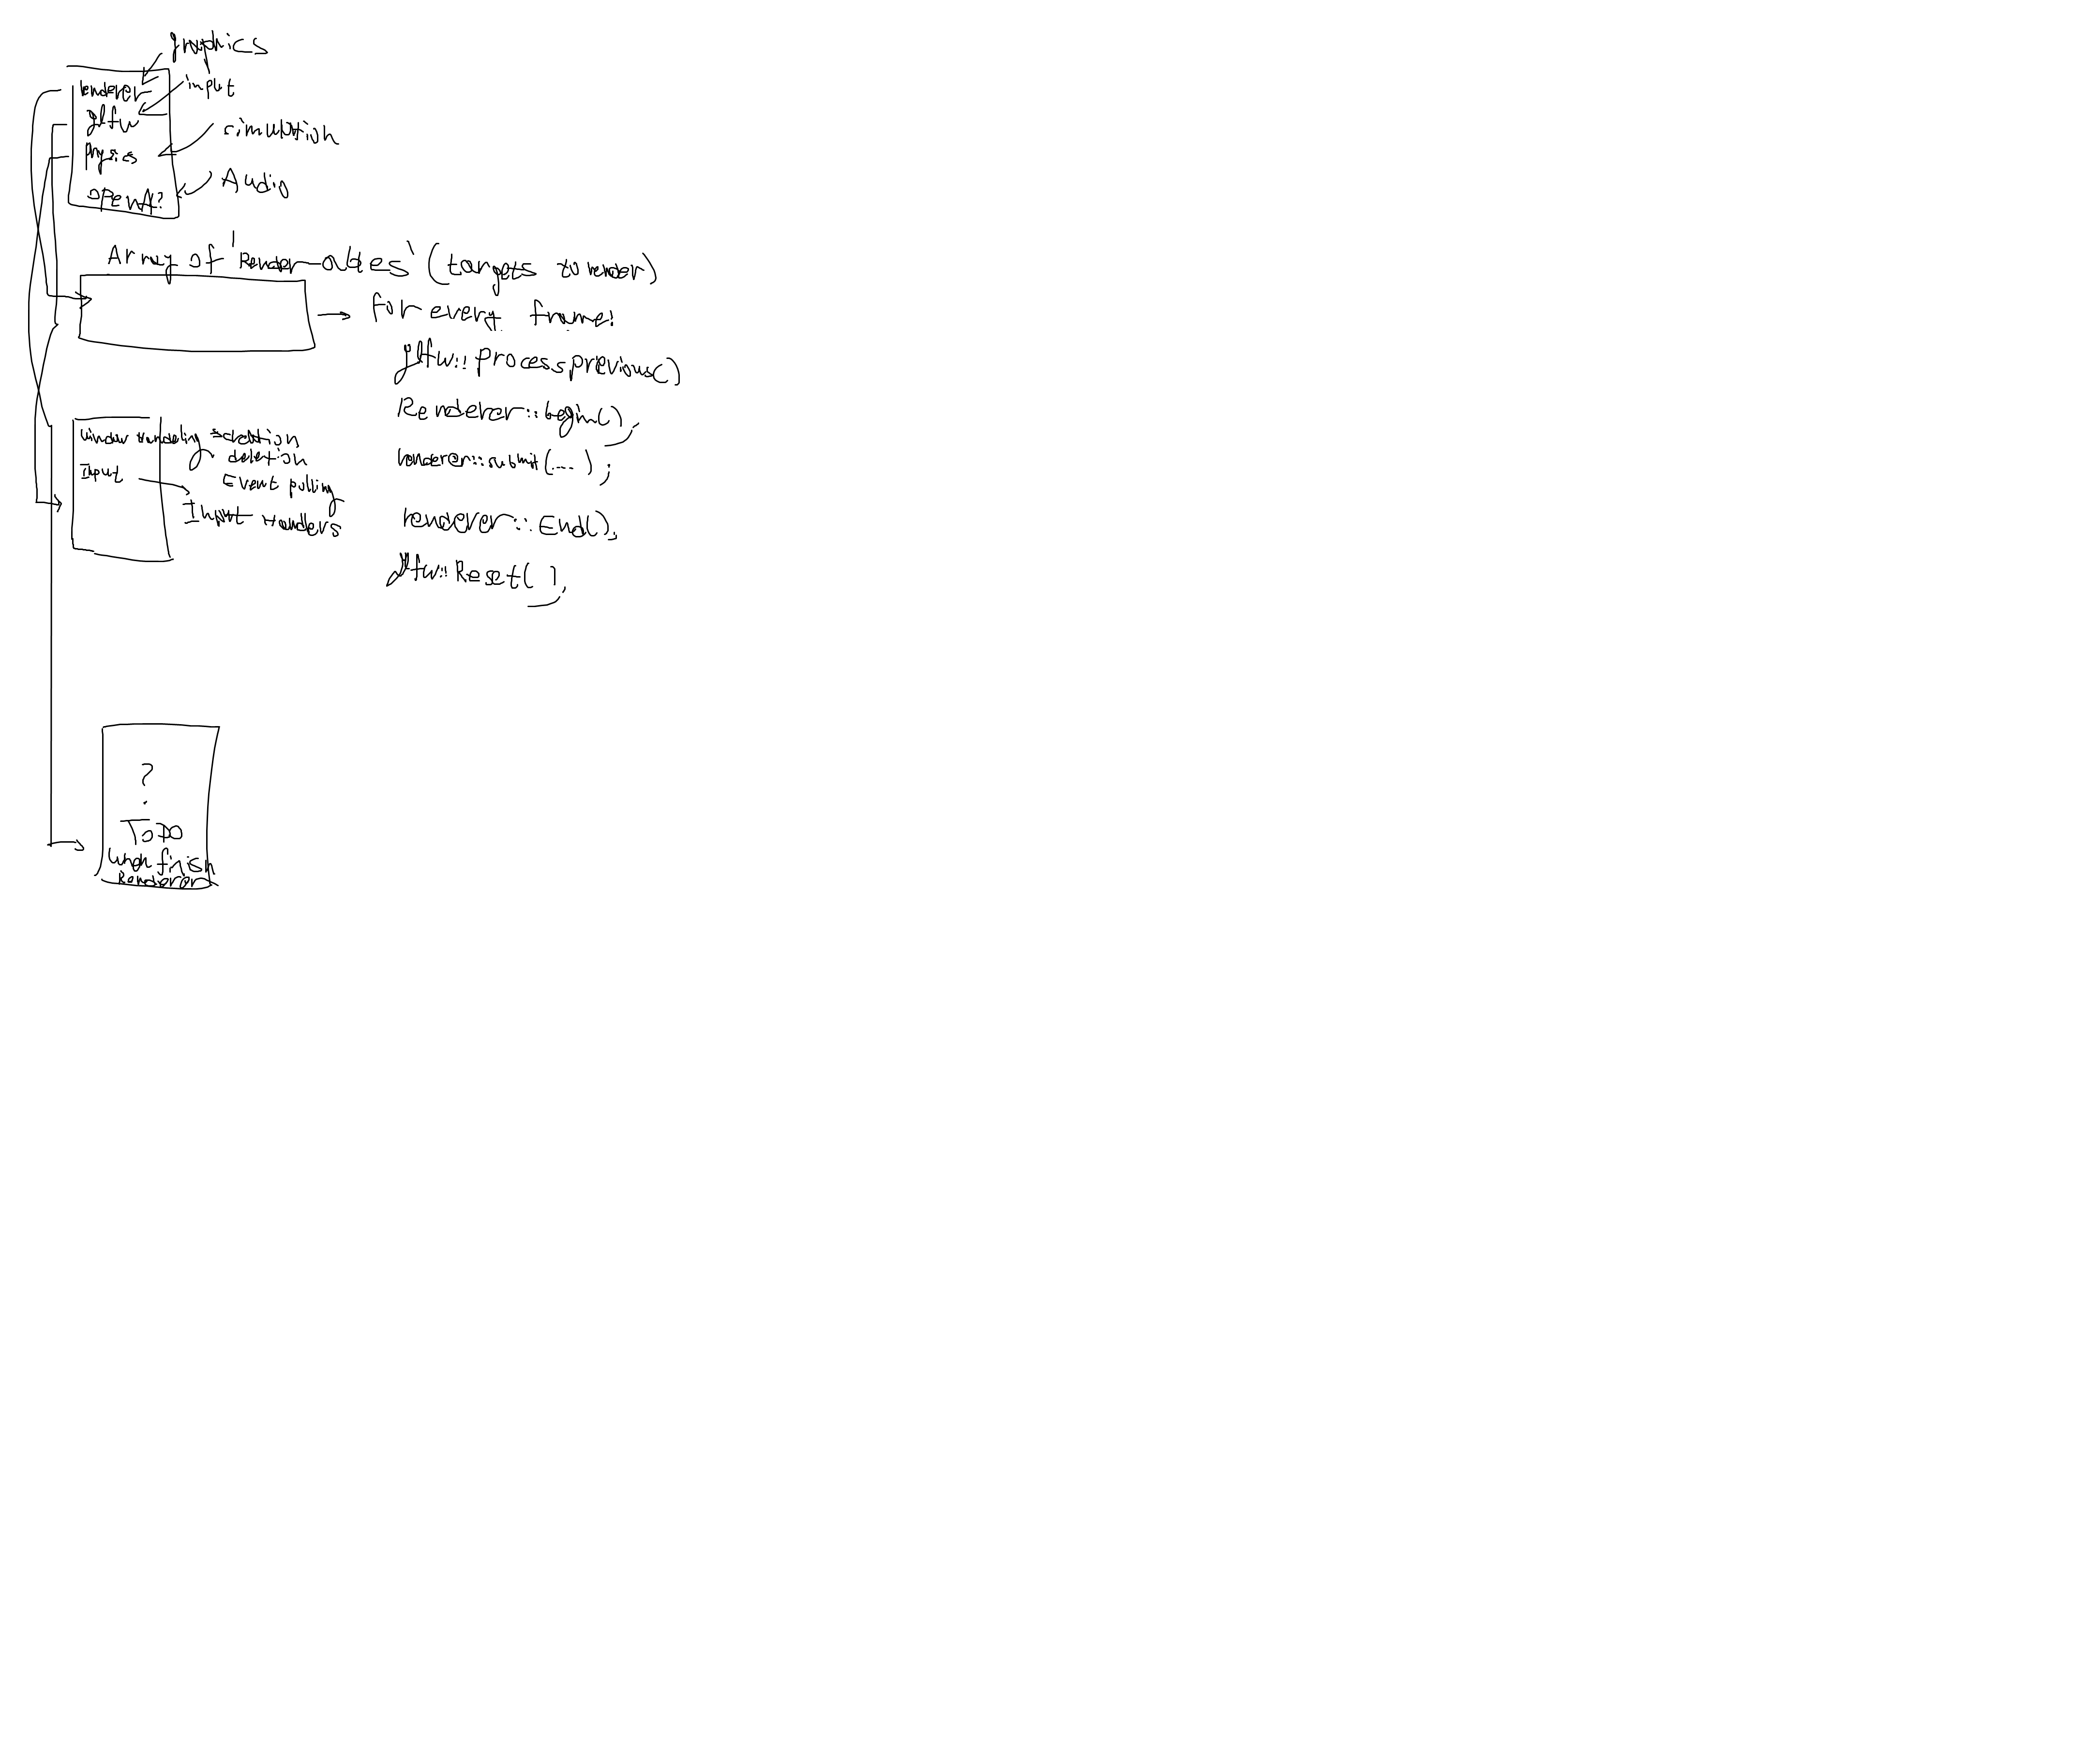 graphics
renderer
input
glfw
simulation
Physics
Audio
OPenAl?
Array of 'Render-ables' (targets to render)
for every frame:
glfw::Processprevious()
Renderer::begin();
Window Handeling
creation
deletion
renderer::submit(....);
Input
Event polling
Input Handlers
renderer::End();
glfw::Reset();
?
ToDO
When finish
Renderer